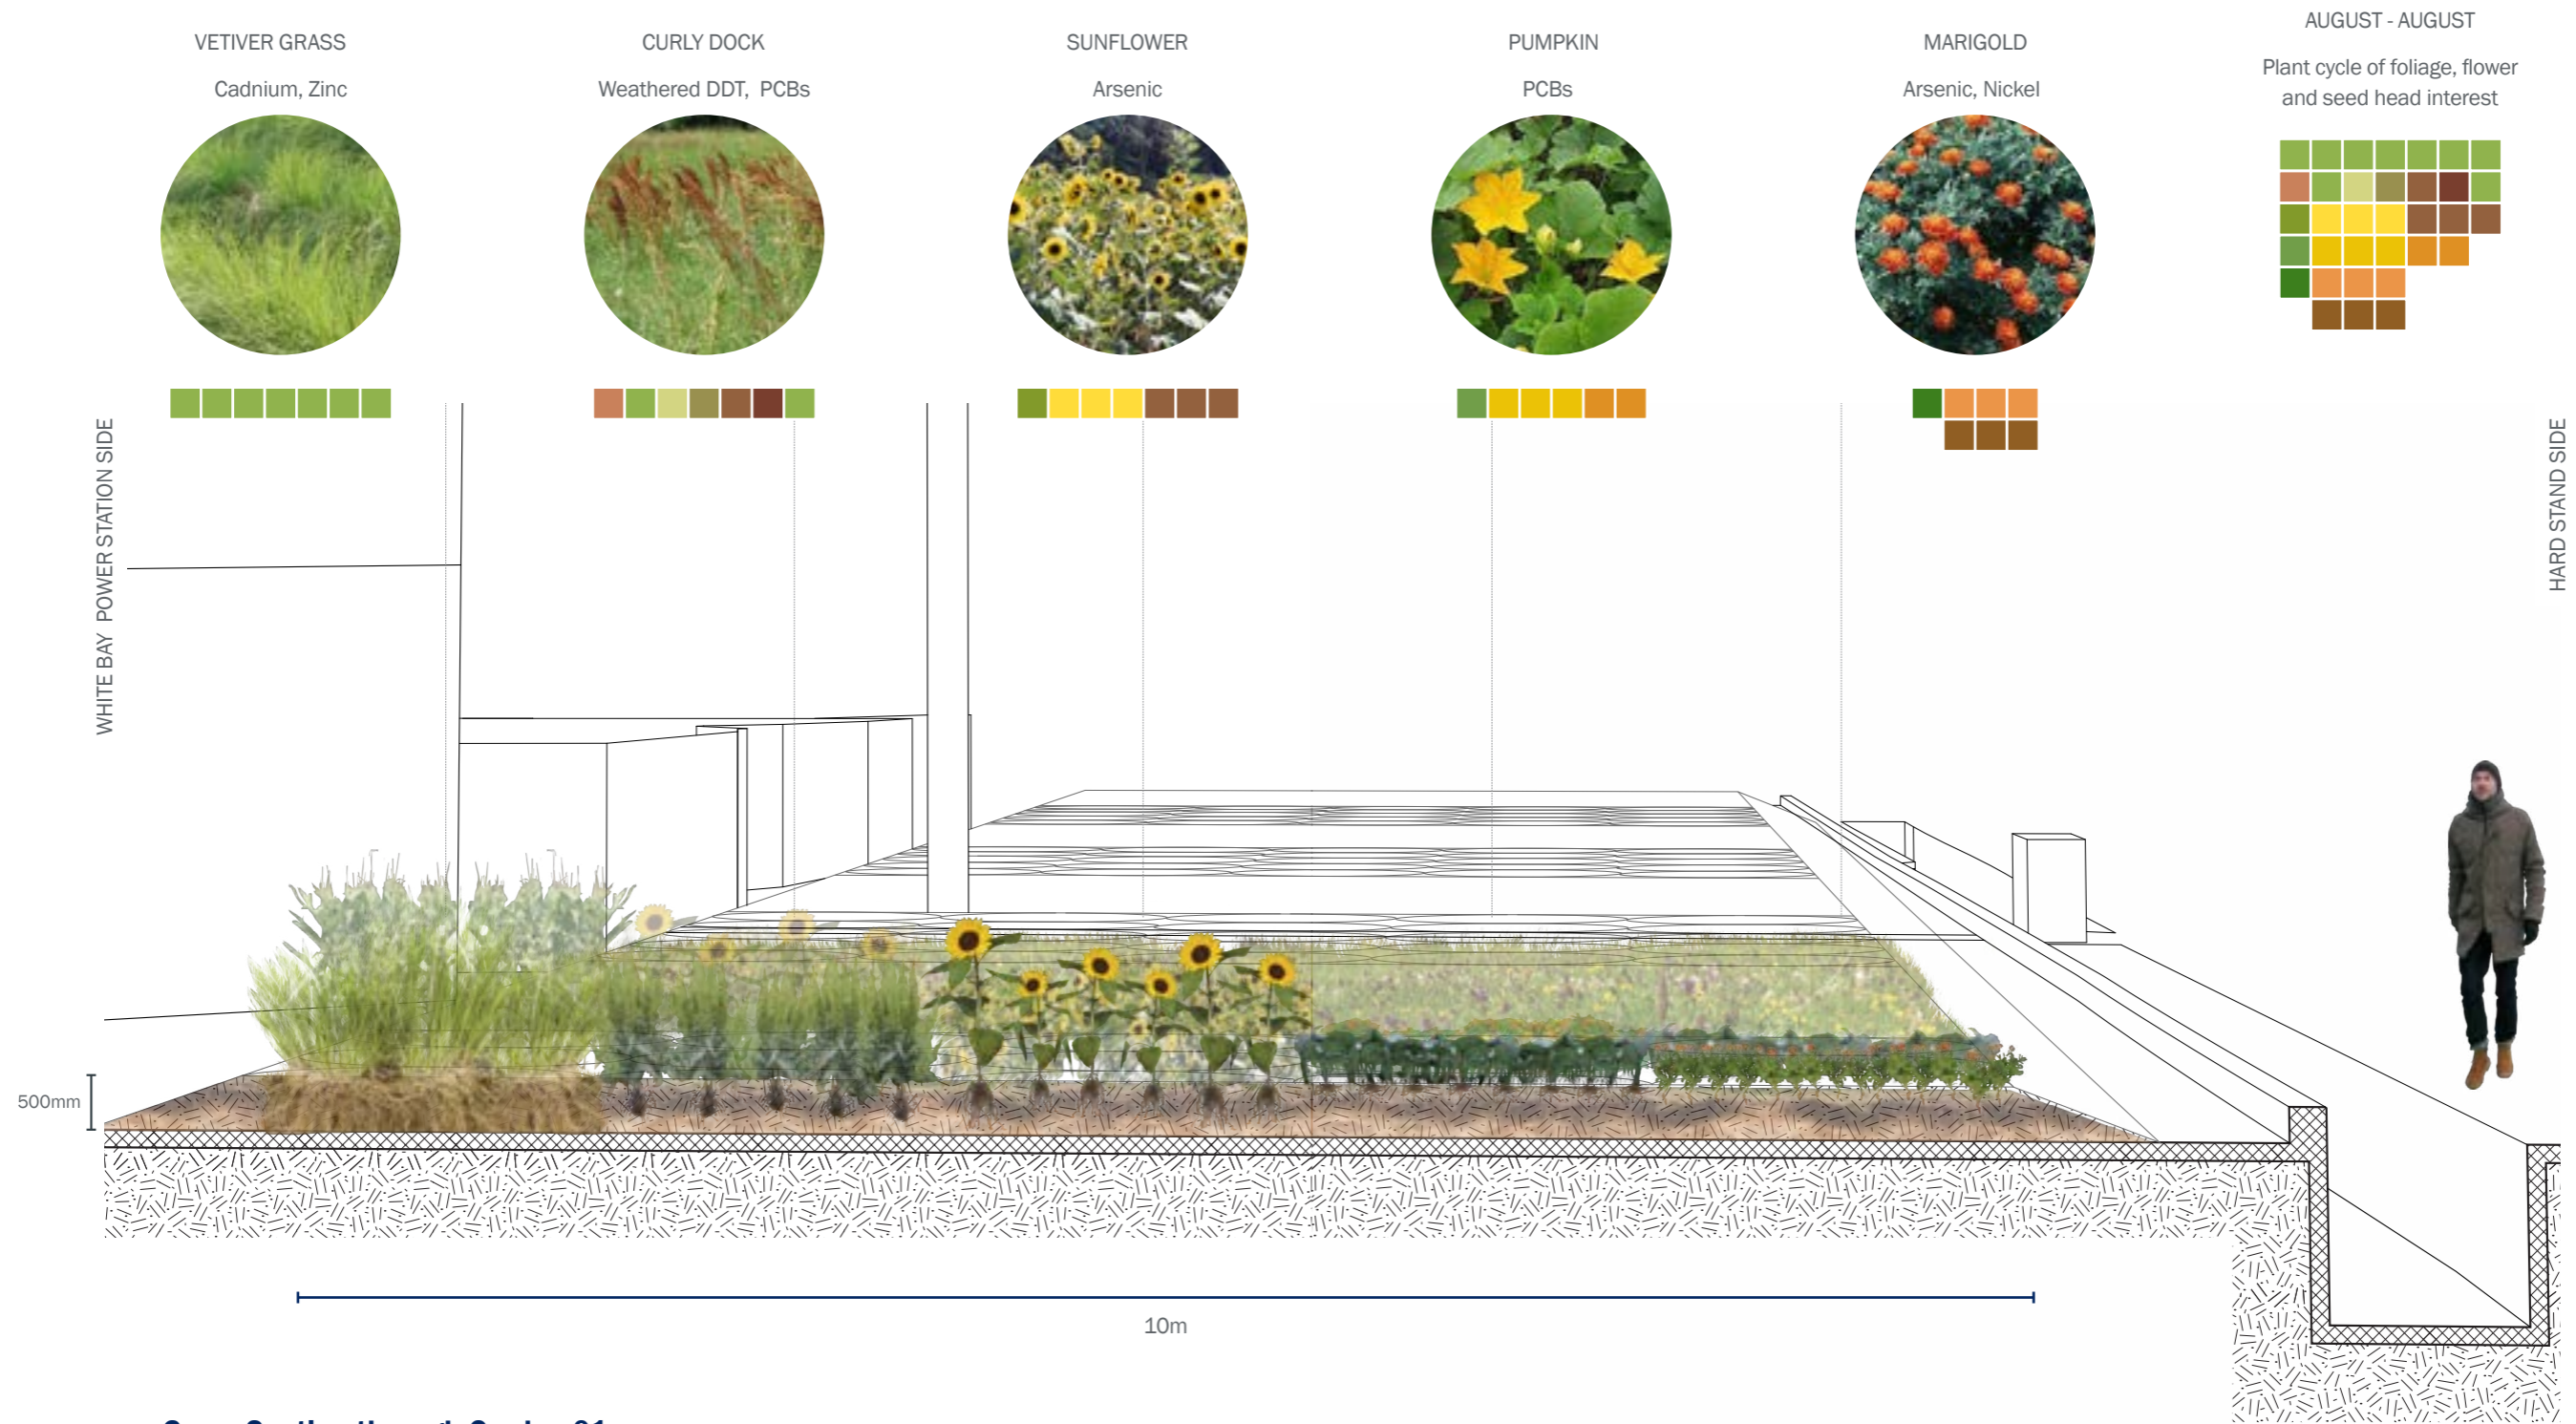 VETIVER GRASS
Cadnium, Zinc
CURLY DOCK
Weathered DDT, PCBs
SUNFLOWER
Arsenic
PUMPKIN
PCBs
MARIGOLD
Arsenic, Nickel
AUGUST - AUGUST
Plant cycle of foliage, flower
and seed head interest
WHITE BAY POWER STATION SIDE
HARD STAND SIDE
500mm
10m